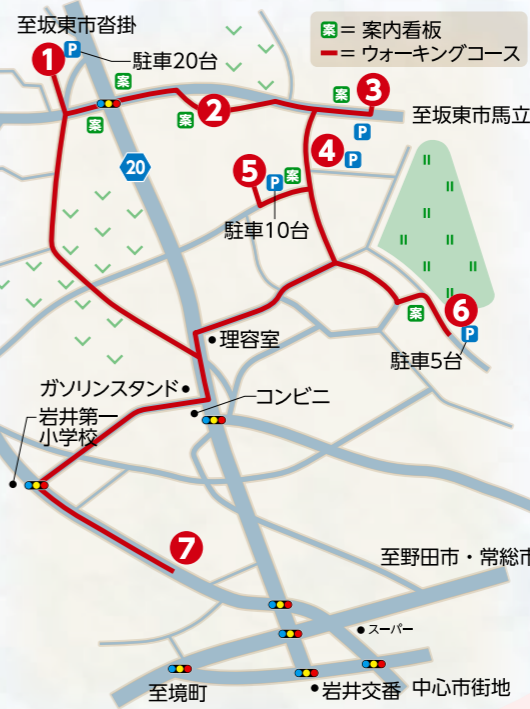 至坂東市沓掛
案 = 案内看板
= ウォーキングコース
1
P
駐車20台
案
案
案
2
案
3
至坂東市馬立
P
4
P
20
5
P
案
駐車10台
6
案
P
駐車5台
理容室
ガソリンスタンド
コンビニ
岩井第一
小学校
7
至野田市・常総市
スーパー
至境町
岩井交番
中心市街地